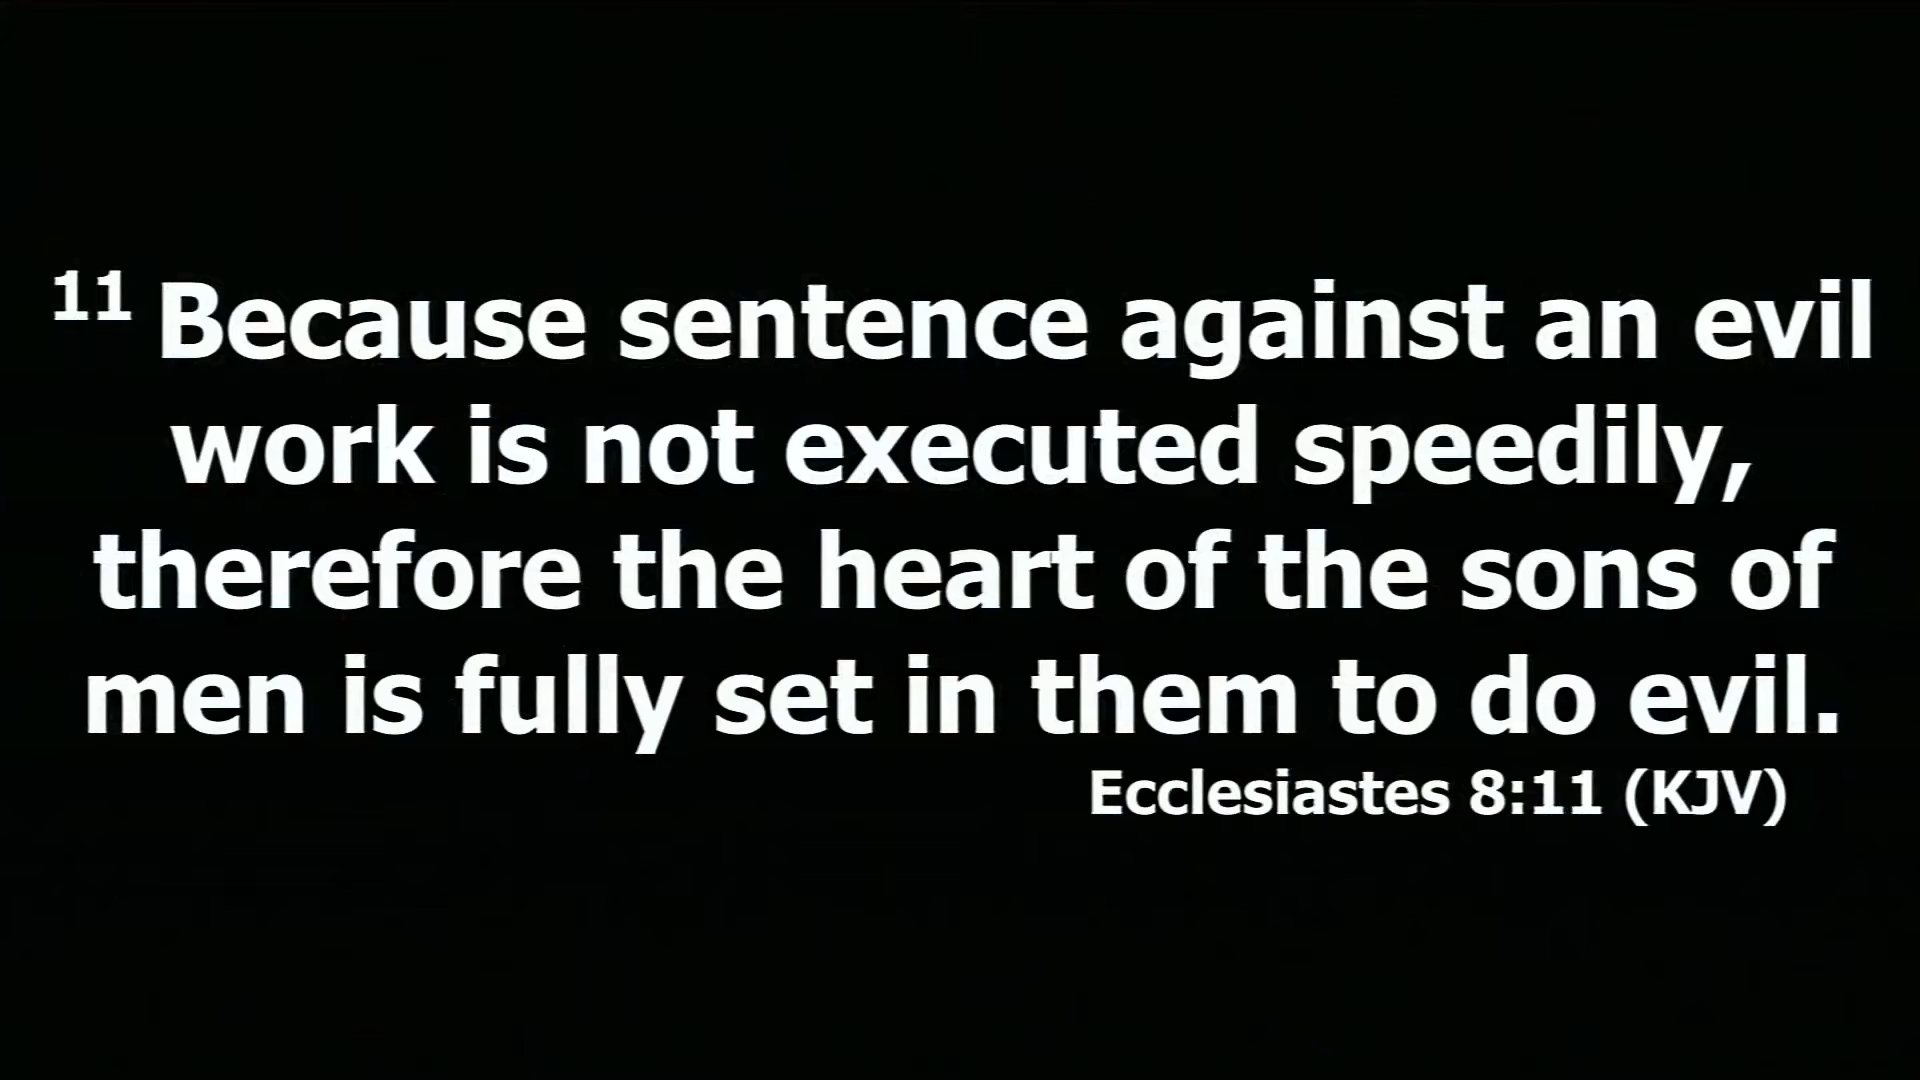 11 Because sentence against an evil
work is not executed speedily,
therefore the heart of the sons of
men is fully set in them to do evil.
Ecclesiastes 8:11 (KJV)